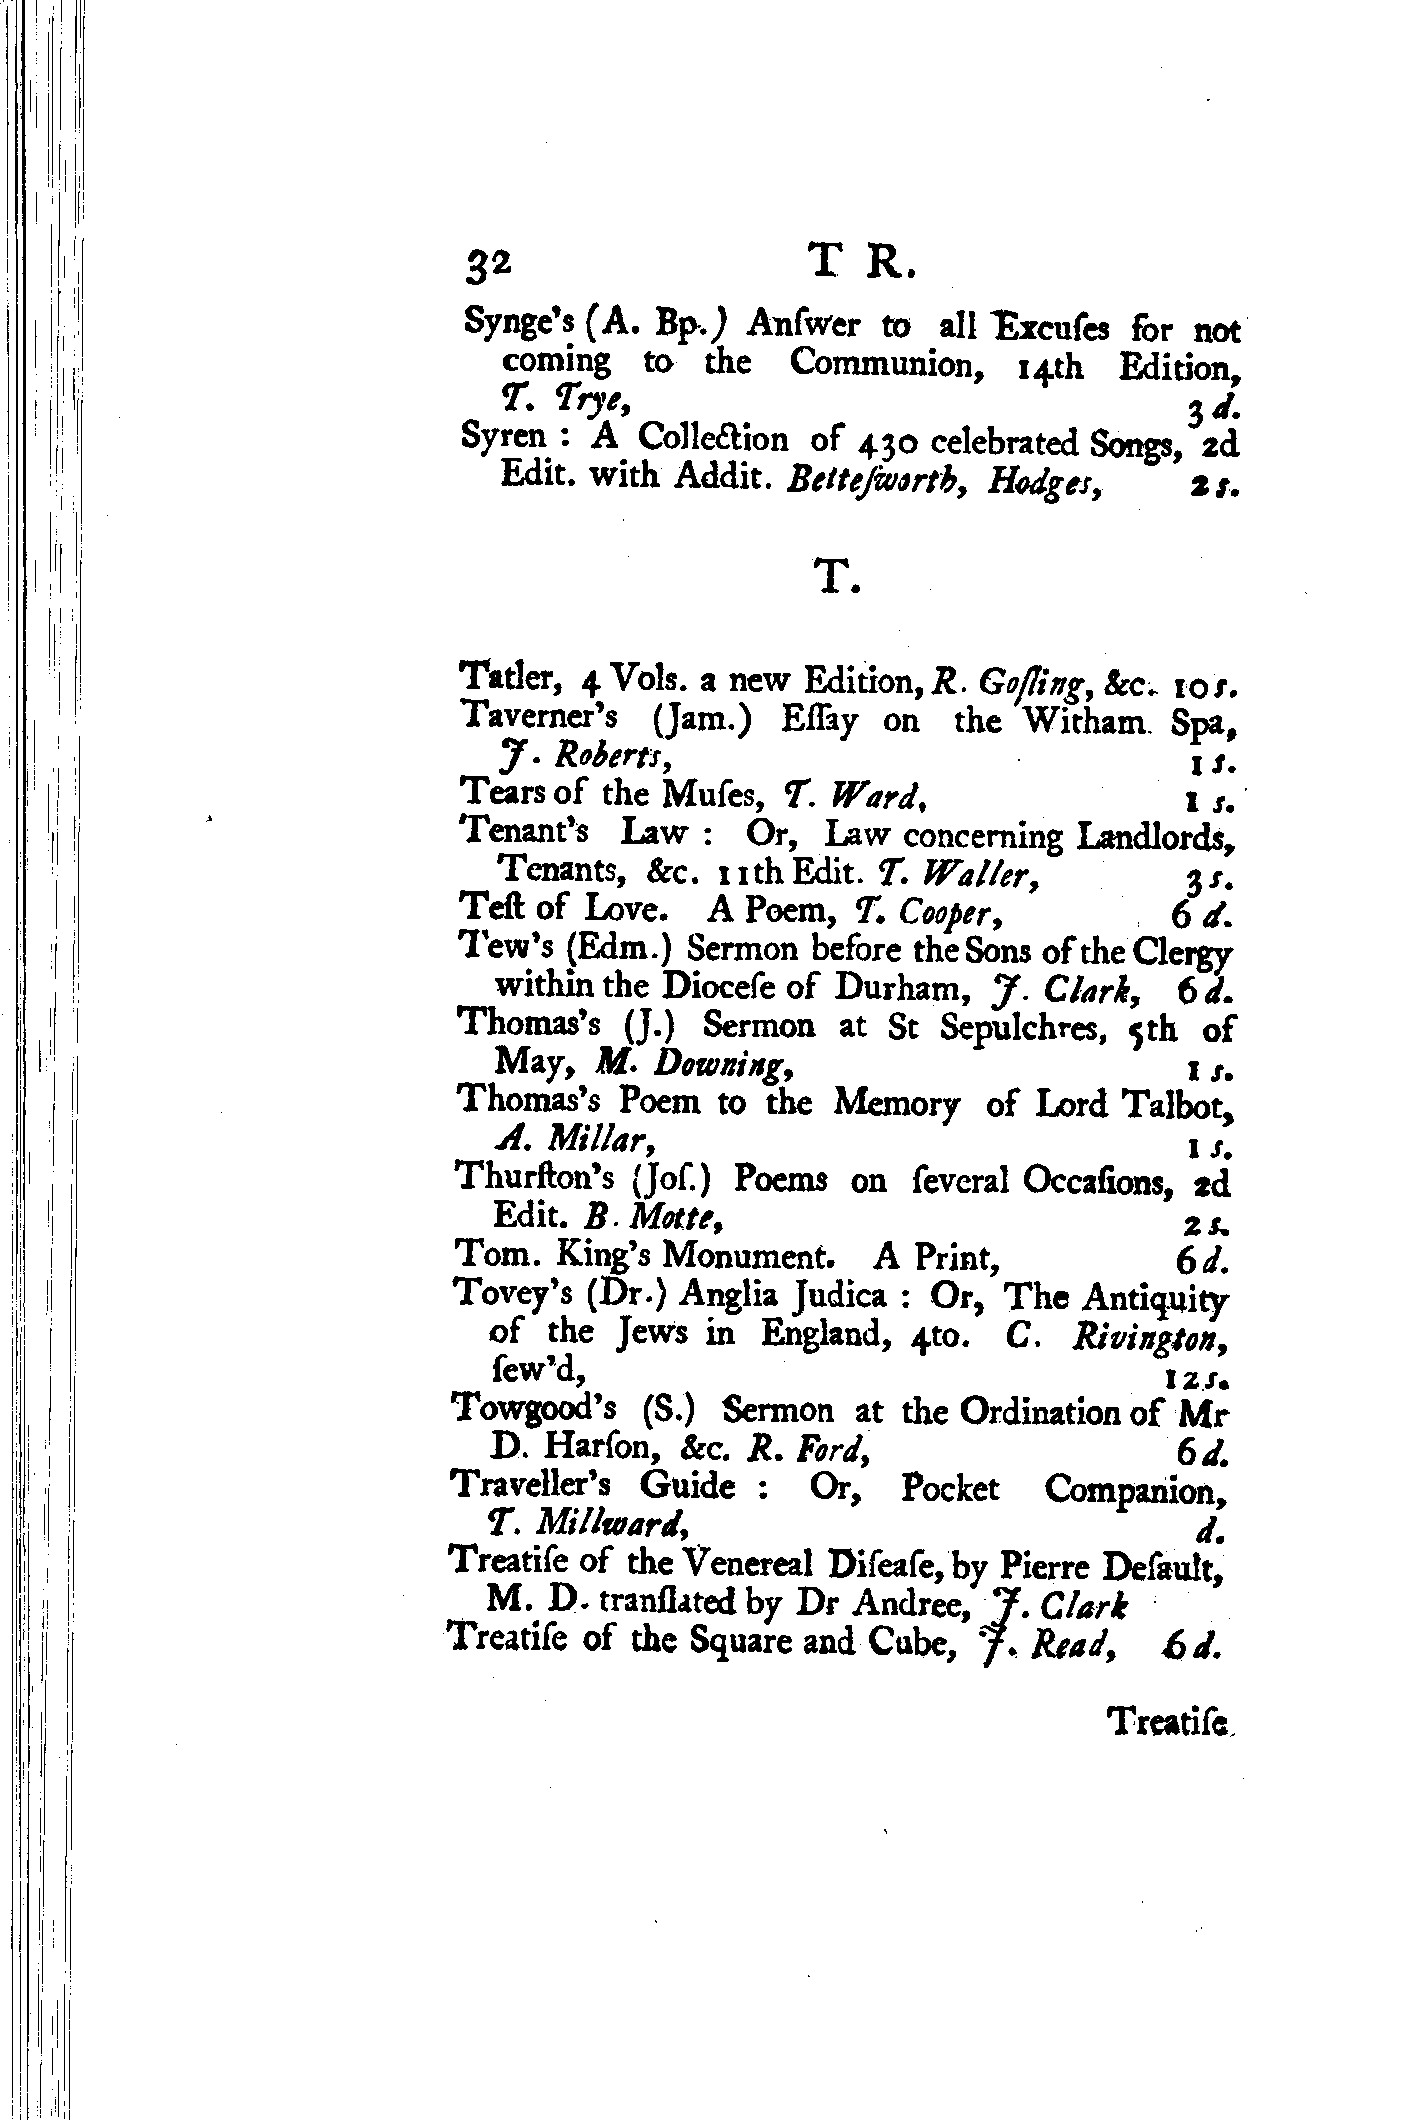 32 T R.
Synge's (A. Bp.) Anſwer to all Excuſes for not
coming to the Communion, 14th Edition,
T. Trye, 3 d.
Syren : A Collection of 430 celebrated Songs, 2d
Edit. with Addit. Betteſworth, Hodges, 2 s.
T.
Tatler, 4 Vols. a new Edition, R. Goſling, &c. 10 s.
Taverner's (Jam.) Eſſay on the Witham Spa,
J. Roberts, 1 s.
Tears of the Muſes, T. Ward, 1 s.
Tenant's Law : Or, Law concerning Landlords,
Tenants, &c. 11th Edit. T. Waller, 3 s.
Teſt of Love. A Poem, T. Cooper, 6 d.
Tew's (Edm.) Sermon before the Sons of the Clergy
within the Dioceſe of Durham, J. Clark, 6 d.
Thomas's (J.) Sermon at St Sepulchres, 5th of
May, M. Downing, 1 s.
Thomas's Poem to the Memory of Lord Talbot,
A. Millar, 1 s.
Thurſton's (Joſ.) Poems on ſeveral Occaſions, 2d
Edit. B. Motte, 2 s.
Tom. King's Monument. A Print, 6 d.
Tovey's (Dr.) Anglia Judica : Or, The Antiquity
of the Jews in England, 4to. C. Rivington,
ſew'd, 12 s.
Towgood's (S.) Sermon at the Ordination of Mr
D. Harſon, &c. R. Ford, 6 d.
Traveller's Guide : Or, Pocket Companion,
T. Millward, d.
Treatiſe of the Venereal Diſeaſe, by Pierre Deſault,
M. D. tranſlated by Dr Andree, J. Clark
Treatiſe of the Square and Cube, J. Read, 6 d.
Treatiſe